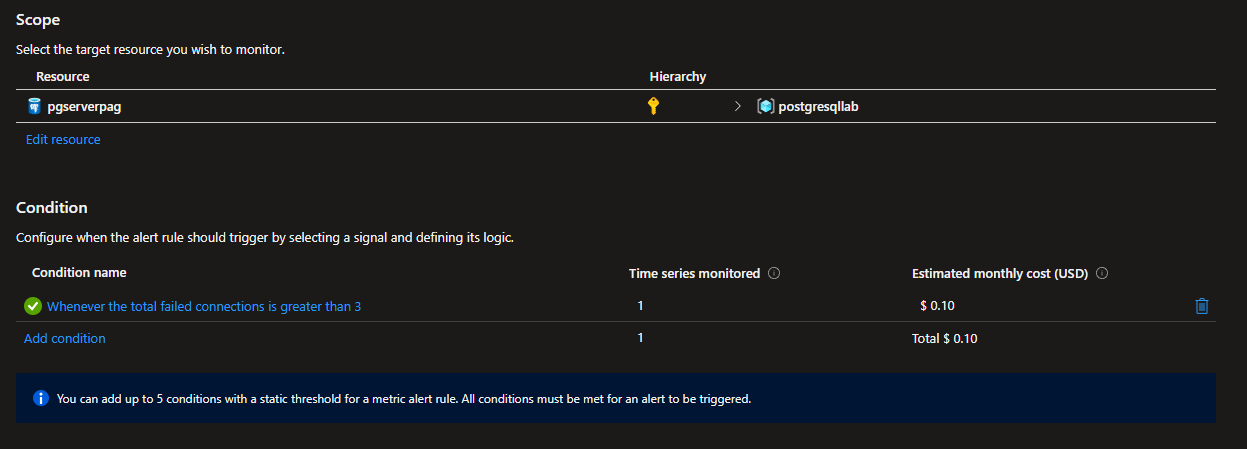 Scope
Select the target resource you wish to monitor.
Resource Hierarchy
pgserverpag > postgresqllab
Edit resource
Condition
Configure when the alert rule should trigger by selecting a signal and defining its logic.
Condition name Time series monitored Estimated monthly cost (USD)
Whenever the total failed connections is greater than 3 1 $ 0.10
Add condition 1 Total $ 0.10
You can add up to 5 conditions with a static threshold for a metric alert rule. All conditions must be met for an alert to be triggered.